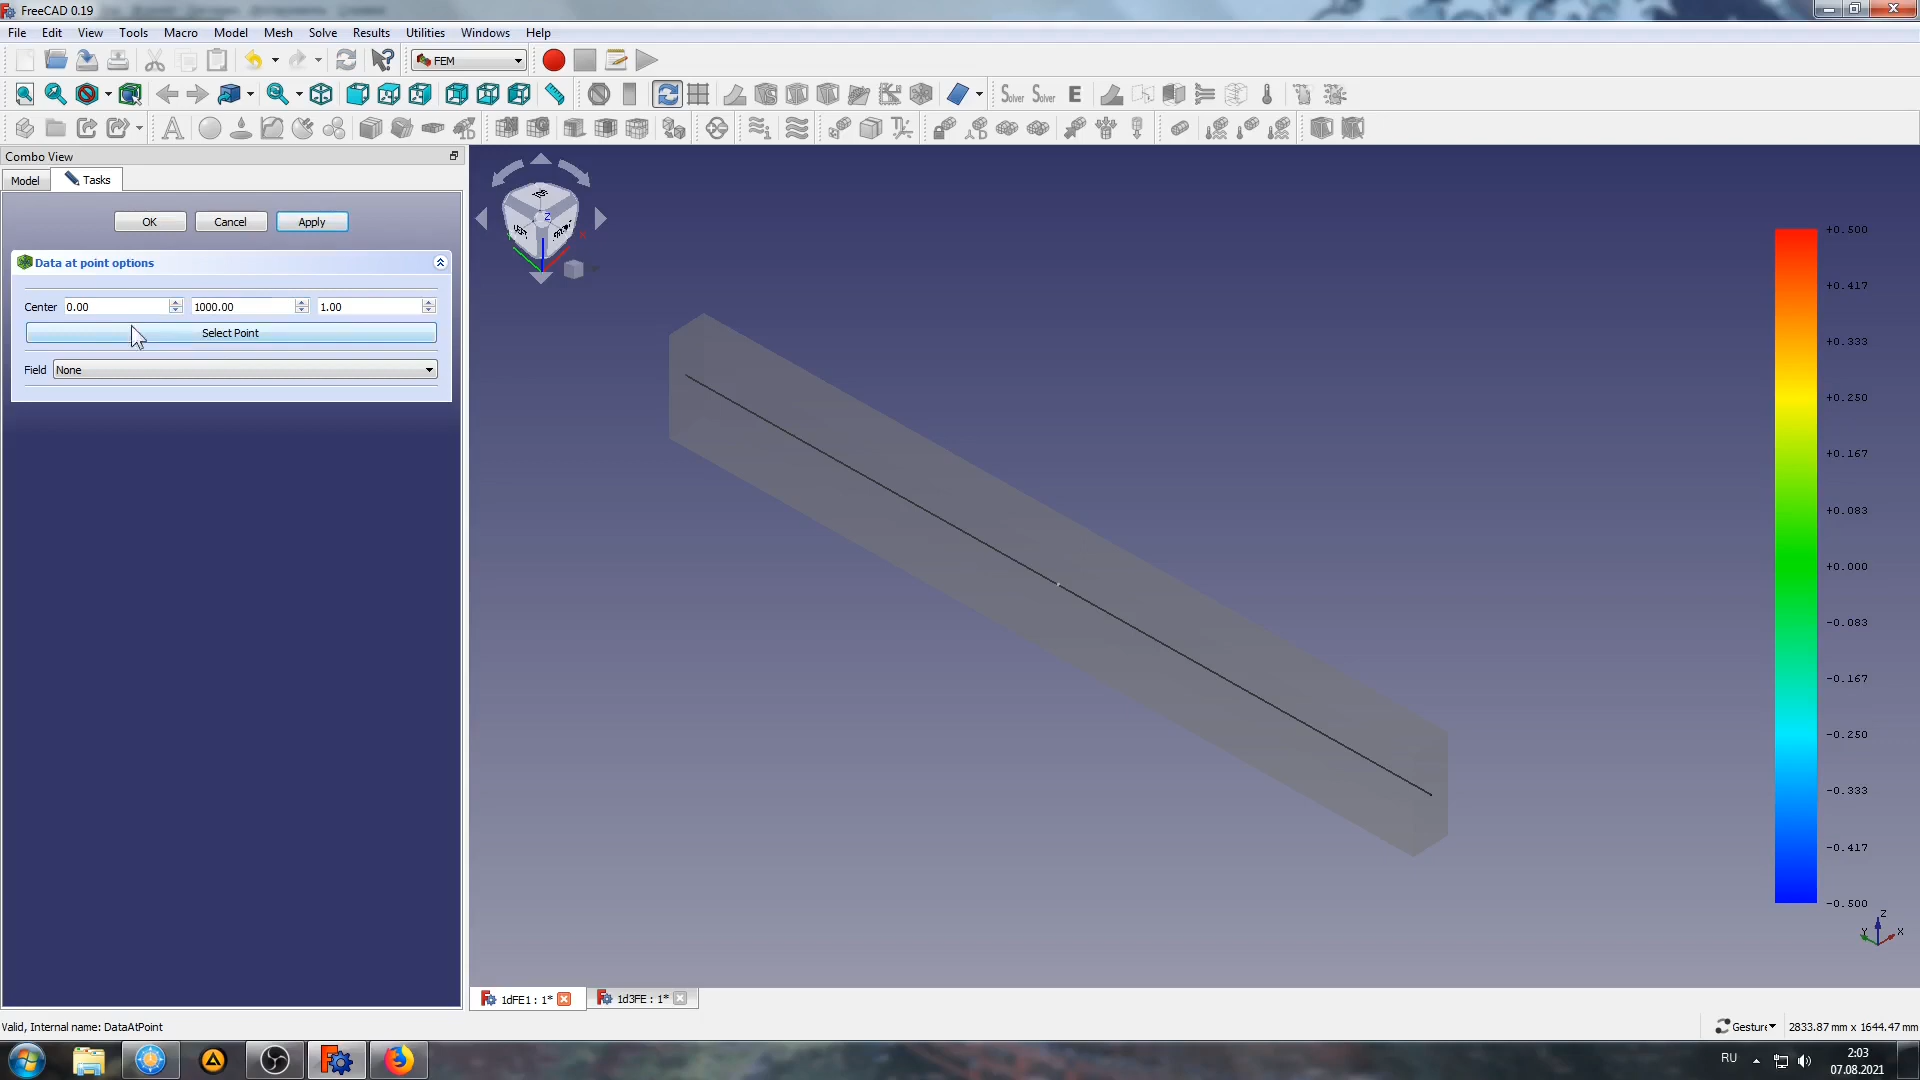 FreeCAD 0.19
File Edit View Tools Macro Model Mesh Solve Results Utilities Windows Help
FEM
Solver Solver E
Combo View
Model Tasks
OK Cancel Apply
Data at point options
Center 0.00 1000.00 1.00
Select Point
Field None
Z
+0.500
+0.417
+0.333
+0.250
+0.167
+0.083
+0.000
-0.083
-0.167
-0.250
-0.333
-0.417
-0.500
Z
Y X
1dFE1 : 1* 1d3FE : 1*
Valid, Internal name: DataAtPoint
Gesture 2833.87 mm x 1644.47 mm
RU
2:03
07.08.2021